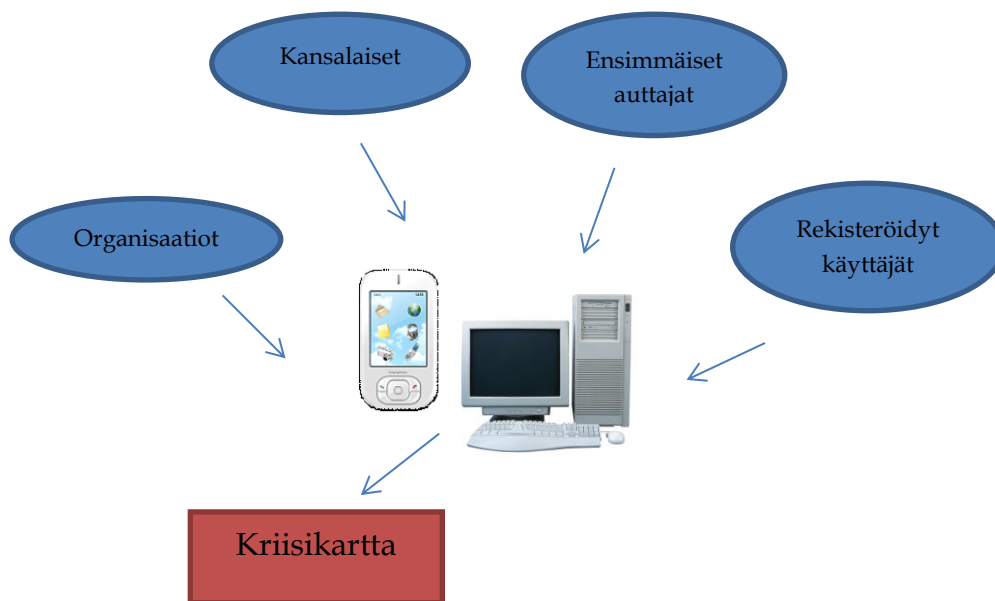 Kansalaiset
Ensimmäiset
auttajat
Organisaatiot
Rekisteröidyt
käyttäjät
Kriisikartta